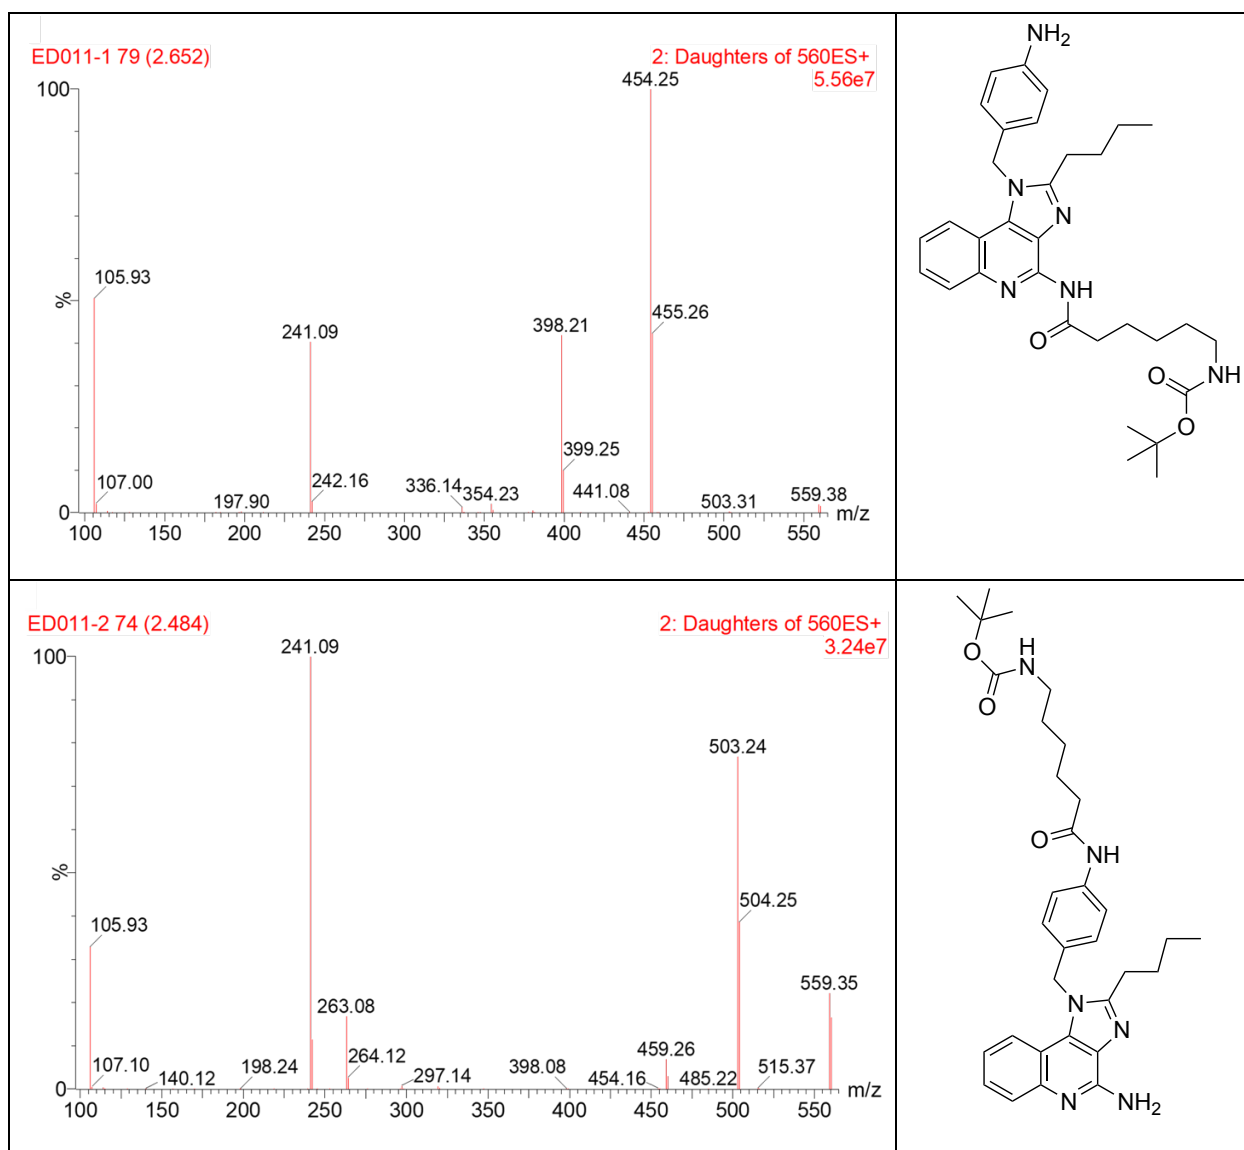 ED011-1 79 (2.652)
2: Daughters of 560ES+
5.56e7
100
%
0
454.25
105.93
455.26
398.21
241.09
399.25
107.00
197.90
242.16
336.14
354.23
441.08
503.31
559.38
100 150 200 250 300 350 400 450 500 550 m/z
NH2
N
N
N
NH
O
O
NH
O
ED011-2 74 (2.484)
2: Daughters of 560ES+
3.24e7
100
%
0
241.09
503.24
504.25
105.93
559.35
263.08
459.26
107.10
140.12
198.24
264.12
297.14
398.08
454.16
485.22
515.37
100 150 200 250 300 350 400 450 500 550 m/z
O
H
N
O
O
NH
N
N
N
NH2